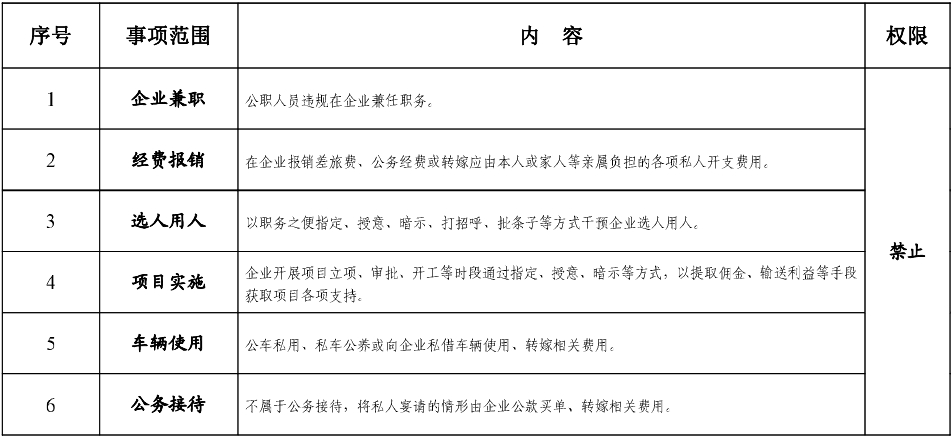 序号 事项范围 内 容 权限
1 企业兼职 公职人员违规在企业兼任职务。
2 经费报销 在企业报销差旅费、公务经费或转嫁应由本人或家人等亲属负担的各项私人开支费用。
3 选人用人 以职务之便指定、授意、暗示、打招呼、批条子等方式干预企业选人用人。
禁止
4 项目实施 企业开展项目立项、审批、开工等时段通过指定、授意、暗示等方式，以提取佣金、输送利益等手段
获取项目各项支持。
5 车辆使用 公车私用、私车公养或向企业私借车辆使用、转嫁相关费用。
6 公务接待 不属于公务接待，将私人宴请的情形由企业公款买单、转嫁相关费用。